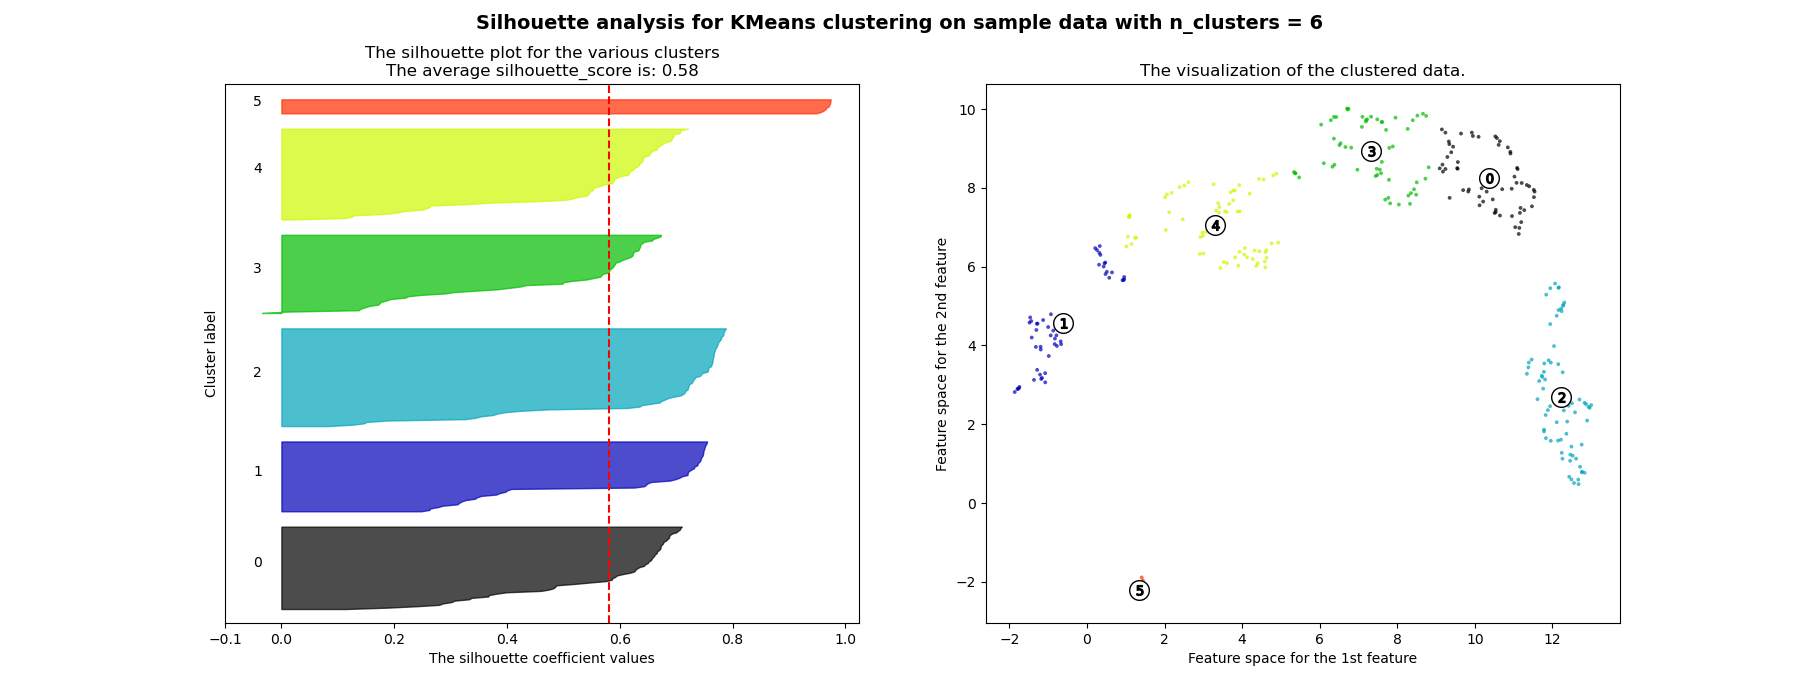 Silhouette analysis for KMeans clustering on sample data with n_clusters = 6
The silhouette plot for the various clusters
The average silhouette_score is: 0.58
5
4
3
2
1
0
Cluster label
−0.1 0.0 0.2 0.4 0.6 0.8 1.0
The silhouette coefficient values
The visualization of the clustered data.
10
8
6
4
2
0
−2
Feature space for the 2nd feature
3
0
4
1
2
5
−2 0 2 4 6 8 10 12
Feature space for the 1st feature